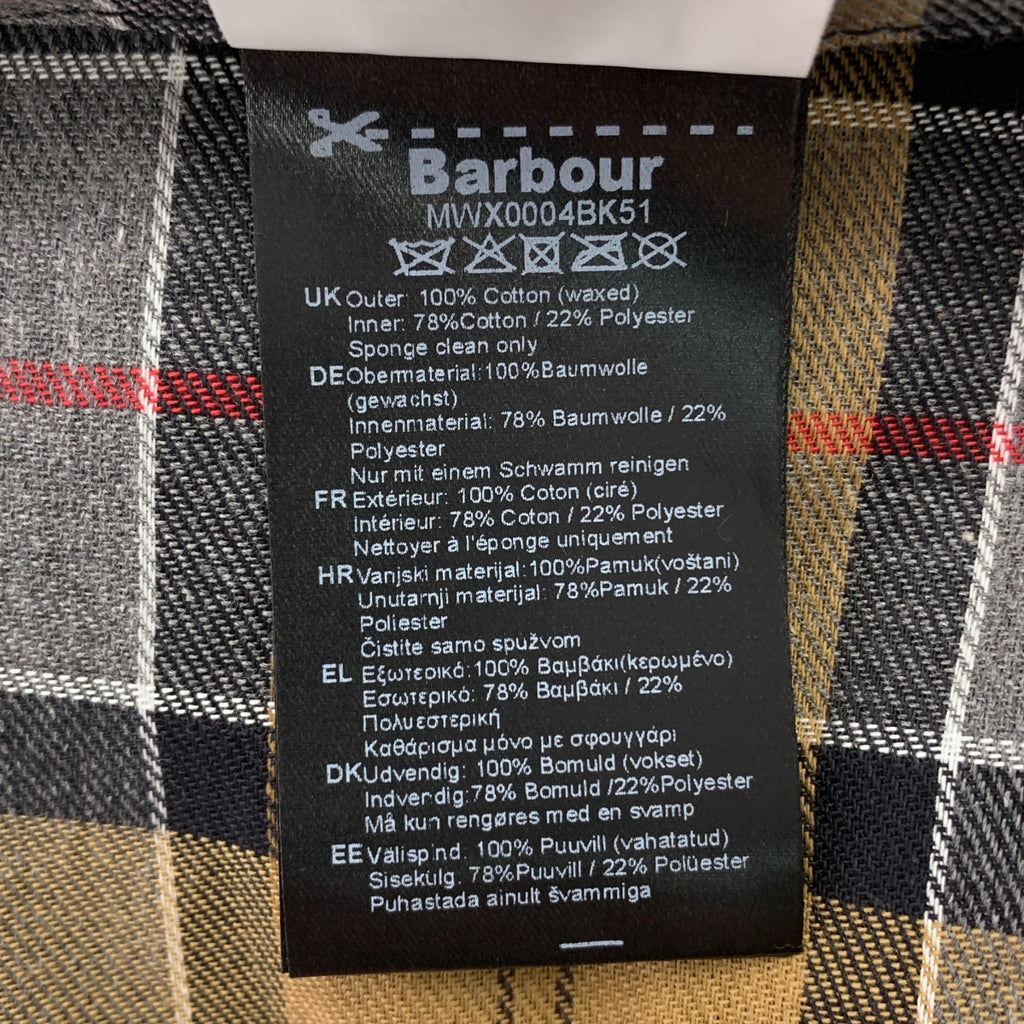 Barbour
MWX0004BK51
UK Outer: 100% Cotton (waxed)
Inner: 78%Cotton / 22% Polyester
Sponge clean only
DE Obermaterial:100%Baumwolle
(gewachst)
Innenmaterial: 78% Baumwolle / 22%
Polyester
Nur mit einem Schwamm reinigen
FR Extérieur: 100% Coton (ciré)
Intérieur: 78% Coton / 22% Polyester
Nettoyer à l'éponge uniquement
HR Vanjski materijal:100%Pamuk(voštani)
Unutarnji materijal: 78%Pamuk / 22%
Poliester
Čistite samo spužvom
EL Εξωτερικό:100% Βαμβάκι(κερωμένο)
Εσωτερικό: 78% Βαμβάκι / 22%
Πολυεστερική
Καθάρισμα μόνο με σφουγγάρι
DK Udvendig: 100% Bomuld (vokset)
Indvendig:78% Bomuld /22%Polyester
Må kun rengøres med en svamp
EE Välispind. 100% Puuvill (vahatatud)
Sisekülg. 78%Puuvill / 22% Polüester
Puhastada ainult švammiga